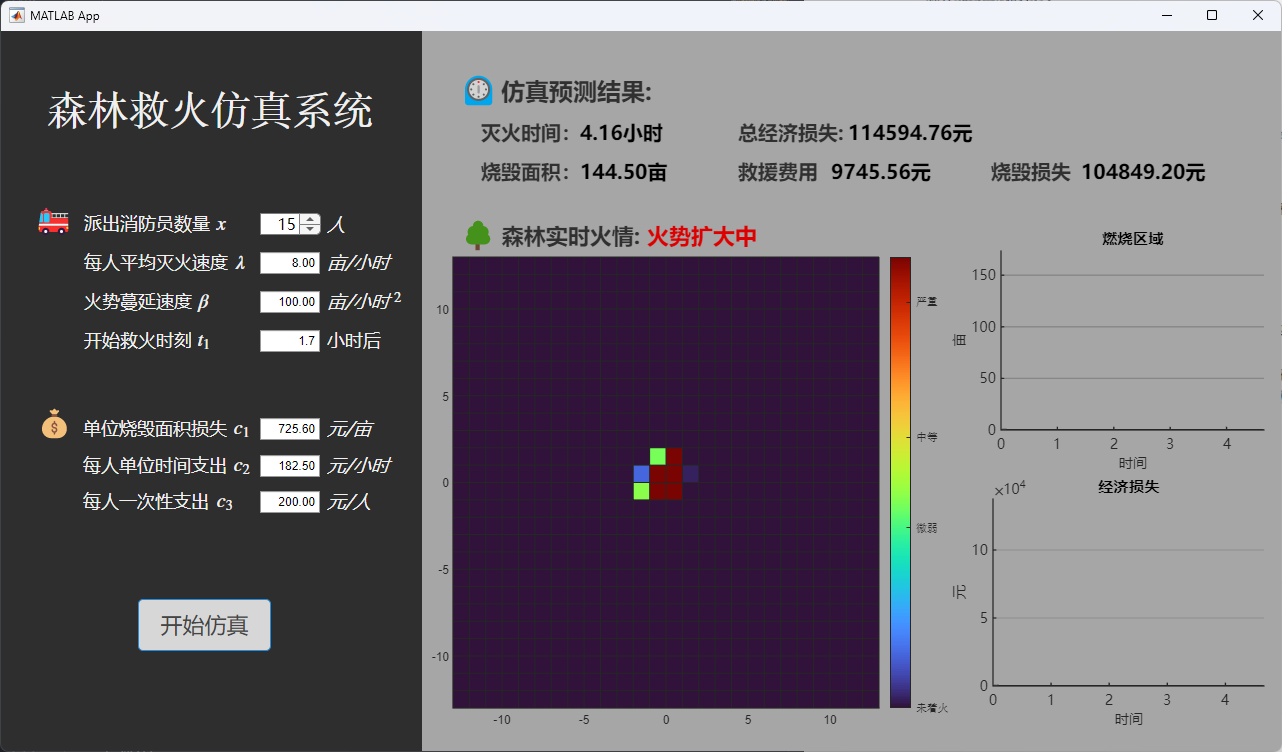 MATLAB App
森林救火仿真系统
派出消防员数量 x 15 人
每人平均灭火速度 λ 8.00 亩/小时
火势蔓延速度 β 100.00 亩/小时²
开始救火时刻 t₁ 1.7 小时后
单位烧毁面积损失 c₁ 725.60 元/亩
每人单位时间支出 c₂ 182.50 元/小时
每人一次性支出 c₃ 200.00 元/人
开始仿真
仿真预测结果:
灭火时间: 4.16小时 总经济损失: 114594.76元
烧毁面积: 144.50亩 救援费用 9745.56元 烧毁损失 104849.20元
森林实时火情: 火势扩大中
10
5
0
-5
-10
-10 -5 0 5 10
严重
中等
微弱
未着火
燃烧区域
亩
150
100
50
0
0 1 2 3 4
时间
经济损失
×10⁴
元
10
5
0
0 1 2 3 4
时间